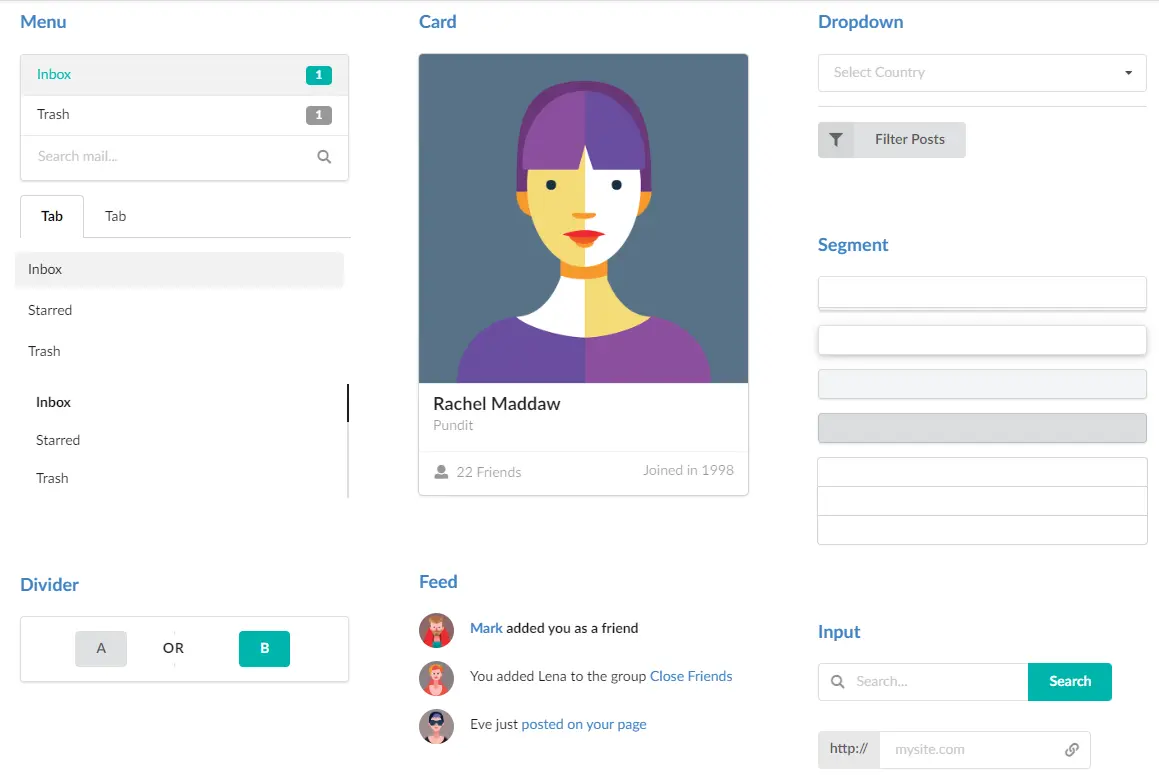 Menu
Inbox 1
Trash 1
Search mail...
Tab Tab
Inbox
Starred
Trash
Inbox
Starred
Trash
Divider
A OR B
Card
Rachel Maddaw
Pundit
22 Friends Joined in 1998
Feed
Mark added you as a friend
You added Lena to the group Close Friends
Eve just posted on your page
Dropdown
Select Country
Filter Posts
Segment
Input
Search... Search
http:// mysite.com